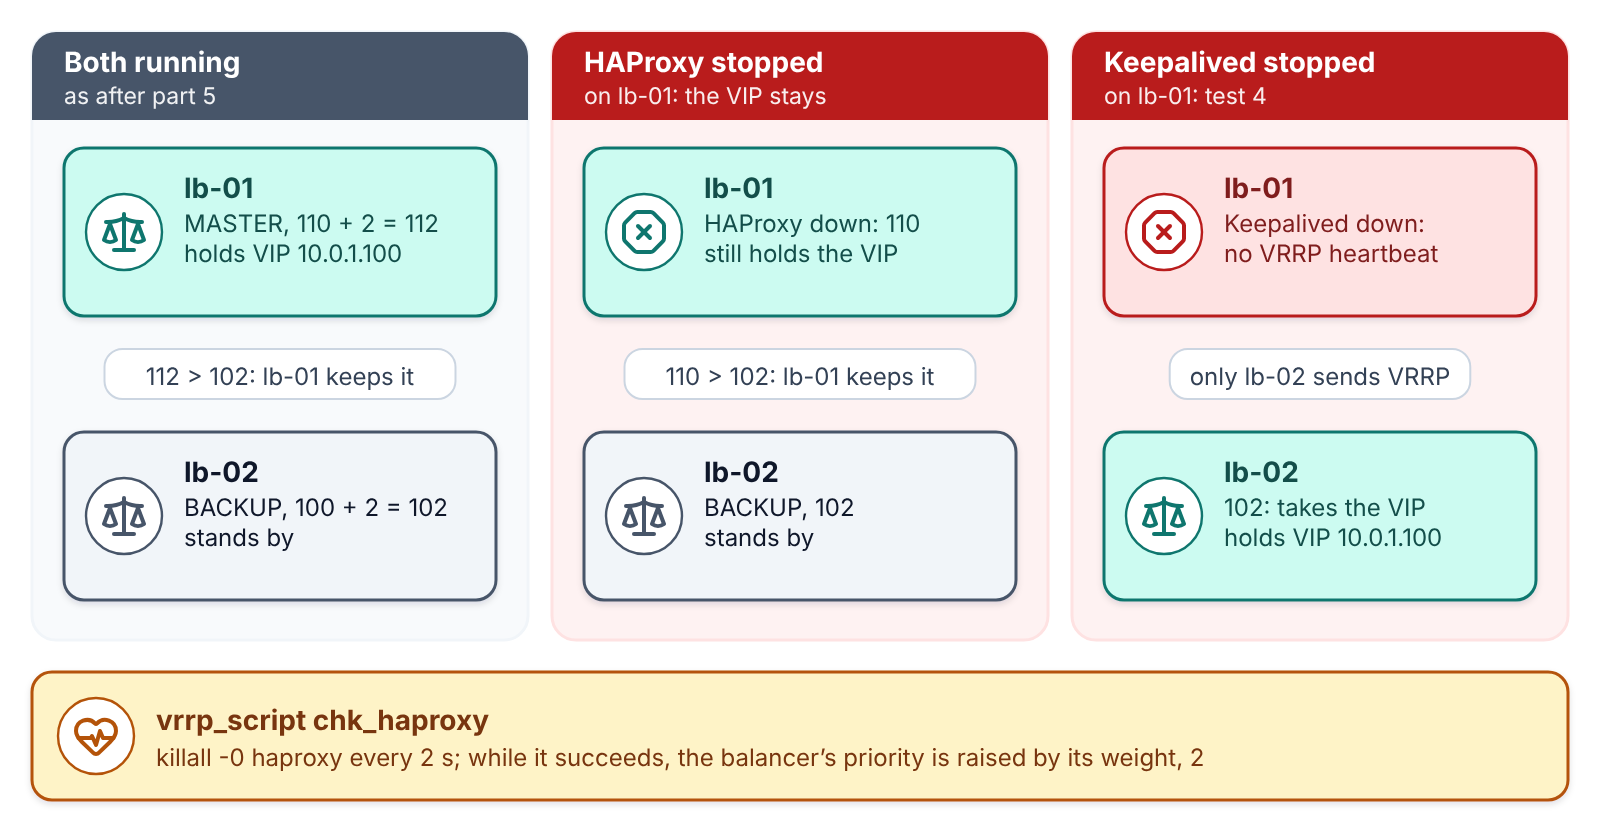 Both running
as after part 5
lb-01
MASTER, 110 + 2 = 112
holds VIP 10.0.1.100
112 > 102: lb-01 keeps it
lb-02
BACKUP, 100 + 2 = 102
stands by
HAProxy stopped
on lb-01: the VIP stays
lb-01
HAProxy down: 110
still holds the VIP
110 > 102: lb-01 keeps it
lb-02
BACKUP, 102
stands by
Keepalived stopped
on lb-01: test 4
lb-01
Keepalived down:
no VRRP heartbeat
only lb-02 sends VRRP
lb-02
102: takes the VIP
holds VIP 10.0.1.100
vrrp_script chk_haproxy
killall -0 haproxy every 2 s; while it succeeds, the balancer’s priority is raised by its weight, 2